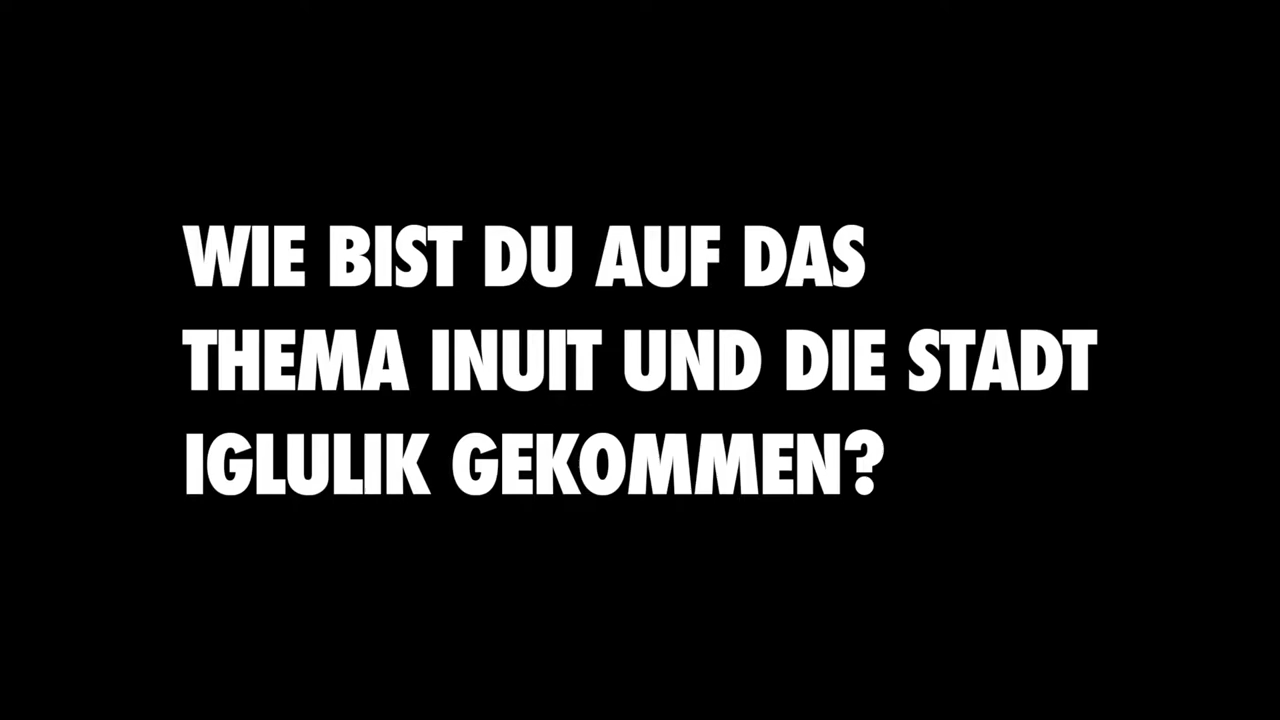 WIE BIST DU AUF DAS
THEMA INUIT UND DIE STADT
IGLULIK GEKOMMEN?